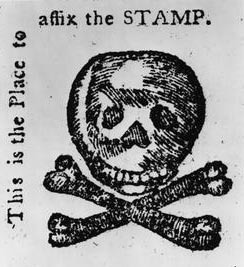 This is the Place to
affix the STAMP.